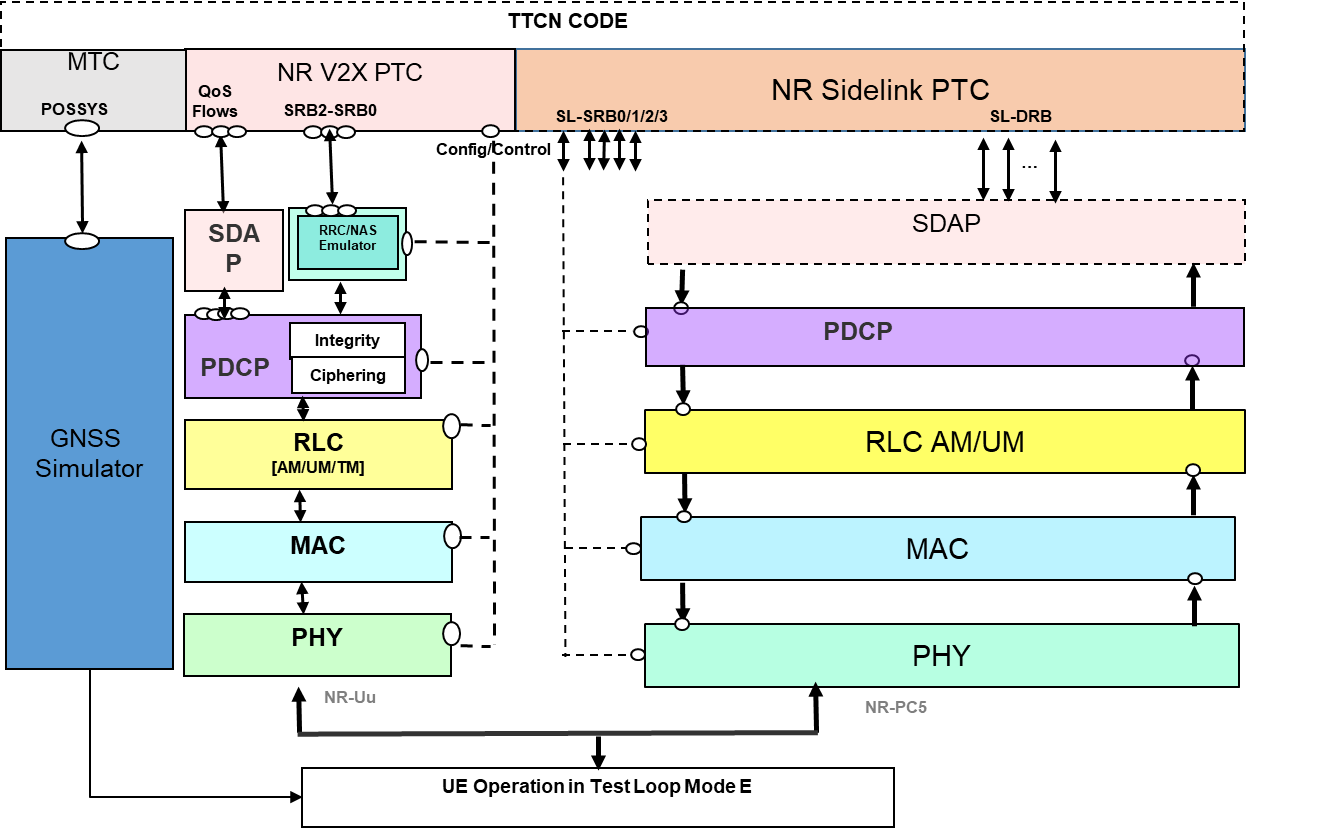 TTCN CODE
MTC
NR V2X PTC
NR Sidelink PTC
POSSYS
QoS
Flows
SRB2-SRB0
SL-SRB0/1/2/3
SL-DRB
Config/Control
...
SDA
P
RRC/NAS
Emulator
SDAP
Integrity
PDCP
Ciphering
PDCP
GNSS
Simulator
RLC
[AM/UM/TM]
RLC AM/UM
MAC
MAC
PHY
PHY
NR-Uu
NR-PC5
UE Operation in Test Loop Mode E